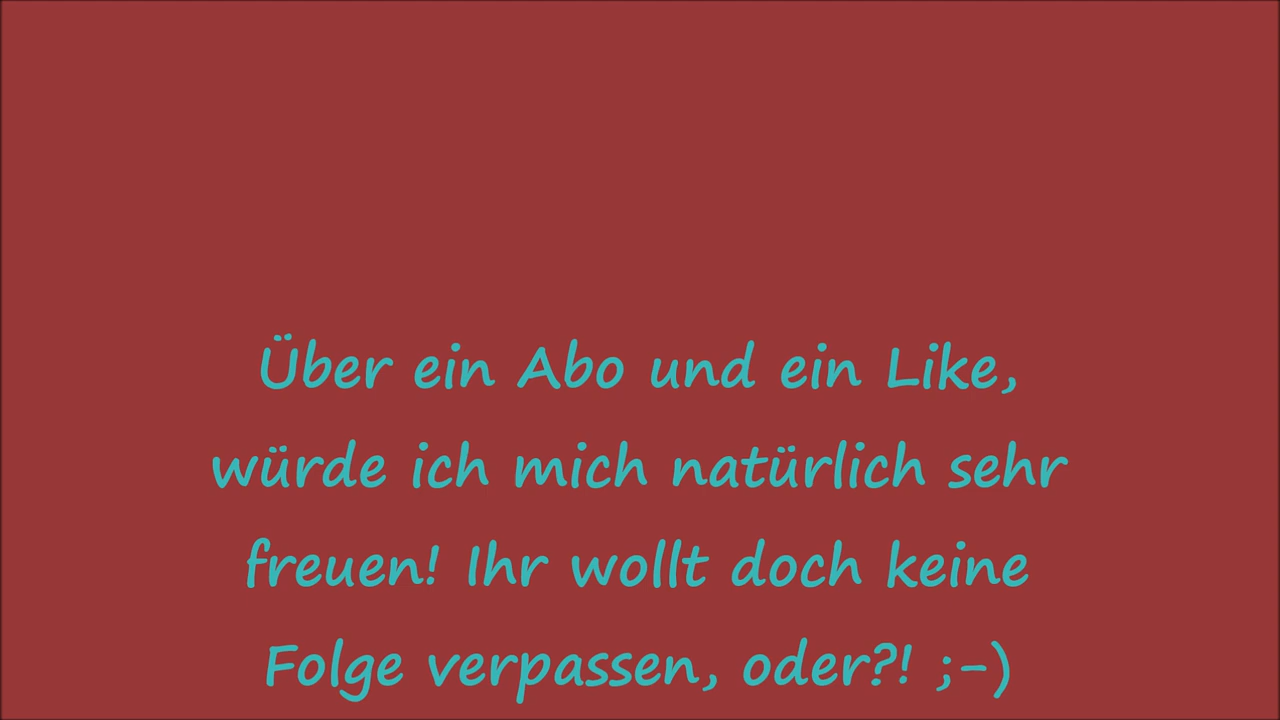 Über ein Abo und ein Like,
würde ich mich natürlich sehr
freuen! Ihr wollt doch keine
Folge verpassen, oder?! ;-)